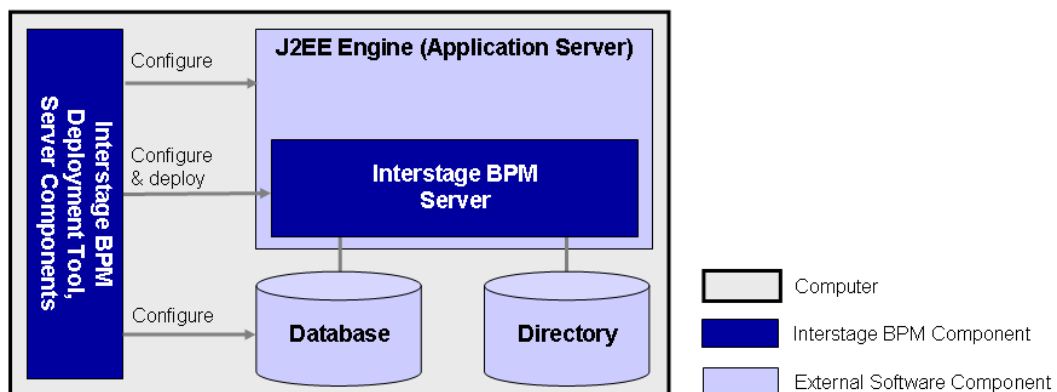 J2EE Engine (Application Server)
Configure
Interstage BPM
Deployment Tool,
Server Components
Configure
& deploy
Interstage BPM
Server
Configure
Database
Directory
Computer
Interstage BPM Component
External Software Component